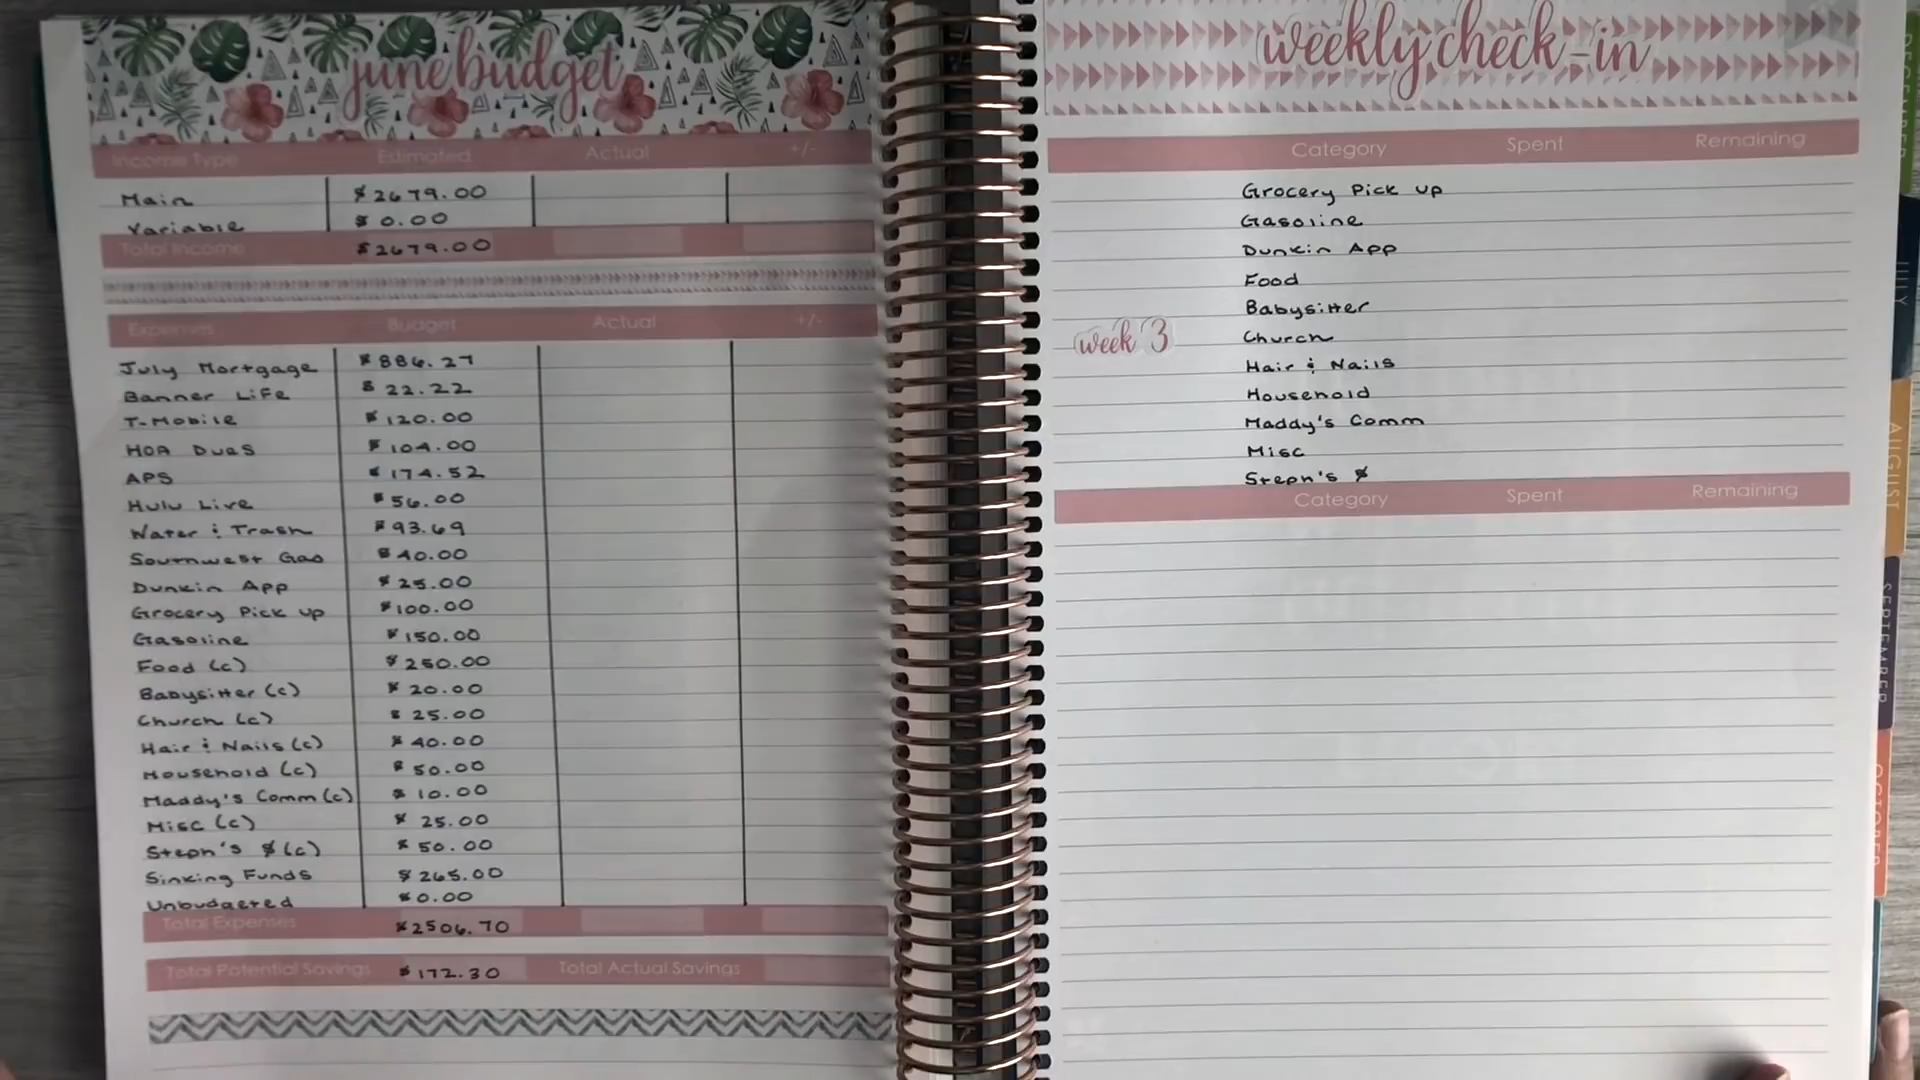 june budget
Income Type Estimated Actual +/-
Main $2679.00
Variable $0.00
Total Income $2679.00
Expenses Budget Actual +/-
July Mortgage $886.27
Banner Life $22.22
T-Mobile $120.00
HOA Dues $104.00
APS $174.52
Hulu Live $56.00
Water & Trash $93.69
Southwest Gas $40.00
Dunkin App $25.00
Grocery Pick up $100.00
Gasoline $150.00
Food (c) $250.00
Babysitter (c) $20.00
Church (c) $25.00
Hair & Nails (c) $40.00
Household (c) $50.00
Maddy's Comm (c) $10.00
Misc (c) $25.00
Steph's $ (c) $50.00
Sinking Funds $265.00
Unbudgeted $0.00
Total Expenses $2506.70
Total Potential Savings $172.30 Total Actual Savings
weekly check-in
Category Spent Remaining
Grocery Pick up
Gasoline
Dunkin App
Food
Babysitter
week 3
Church
Hair & Nails
Household
Maddy's Comm
Misc
Steph's $
Category Spent Remaining
DECEMBER
JULY
AUGUST
SEPTEMBER
OCTOBER